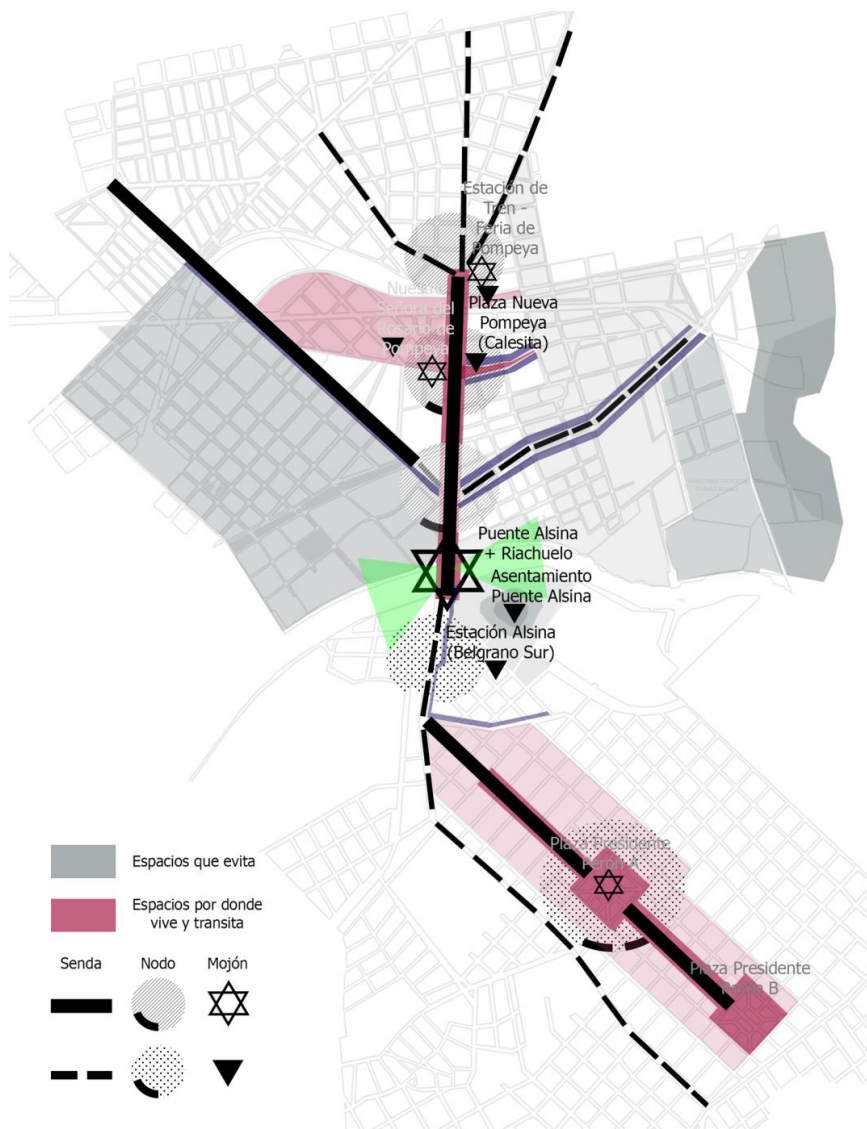 Estación de
Tren -
Feria de
Pompeya
Nuestra
Señora del
Rosario de
Pompeya
Plaza Nueva
Pompeya
(Calesita)
Puente Alsina
+ Riachuelo
Asentamiento
Puente Alsina
Estación Alsina
(Belgrano Sur)
Plaza Presidente
Perón A
Plaza Presidente
Perón B
Espacios que evita
Espacios por donde
vive y transita
Senda
Nodo
Mojón